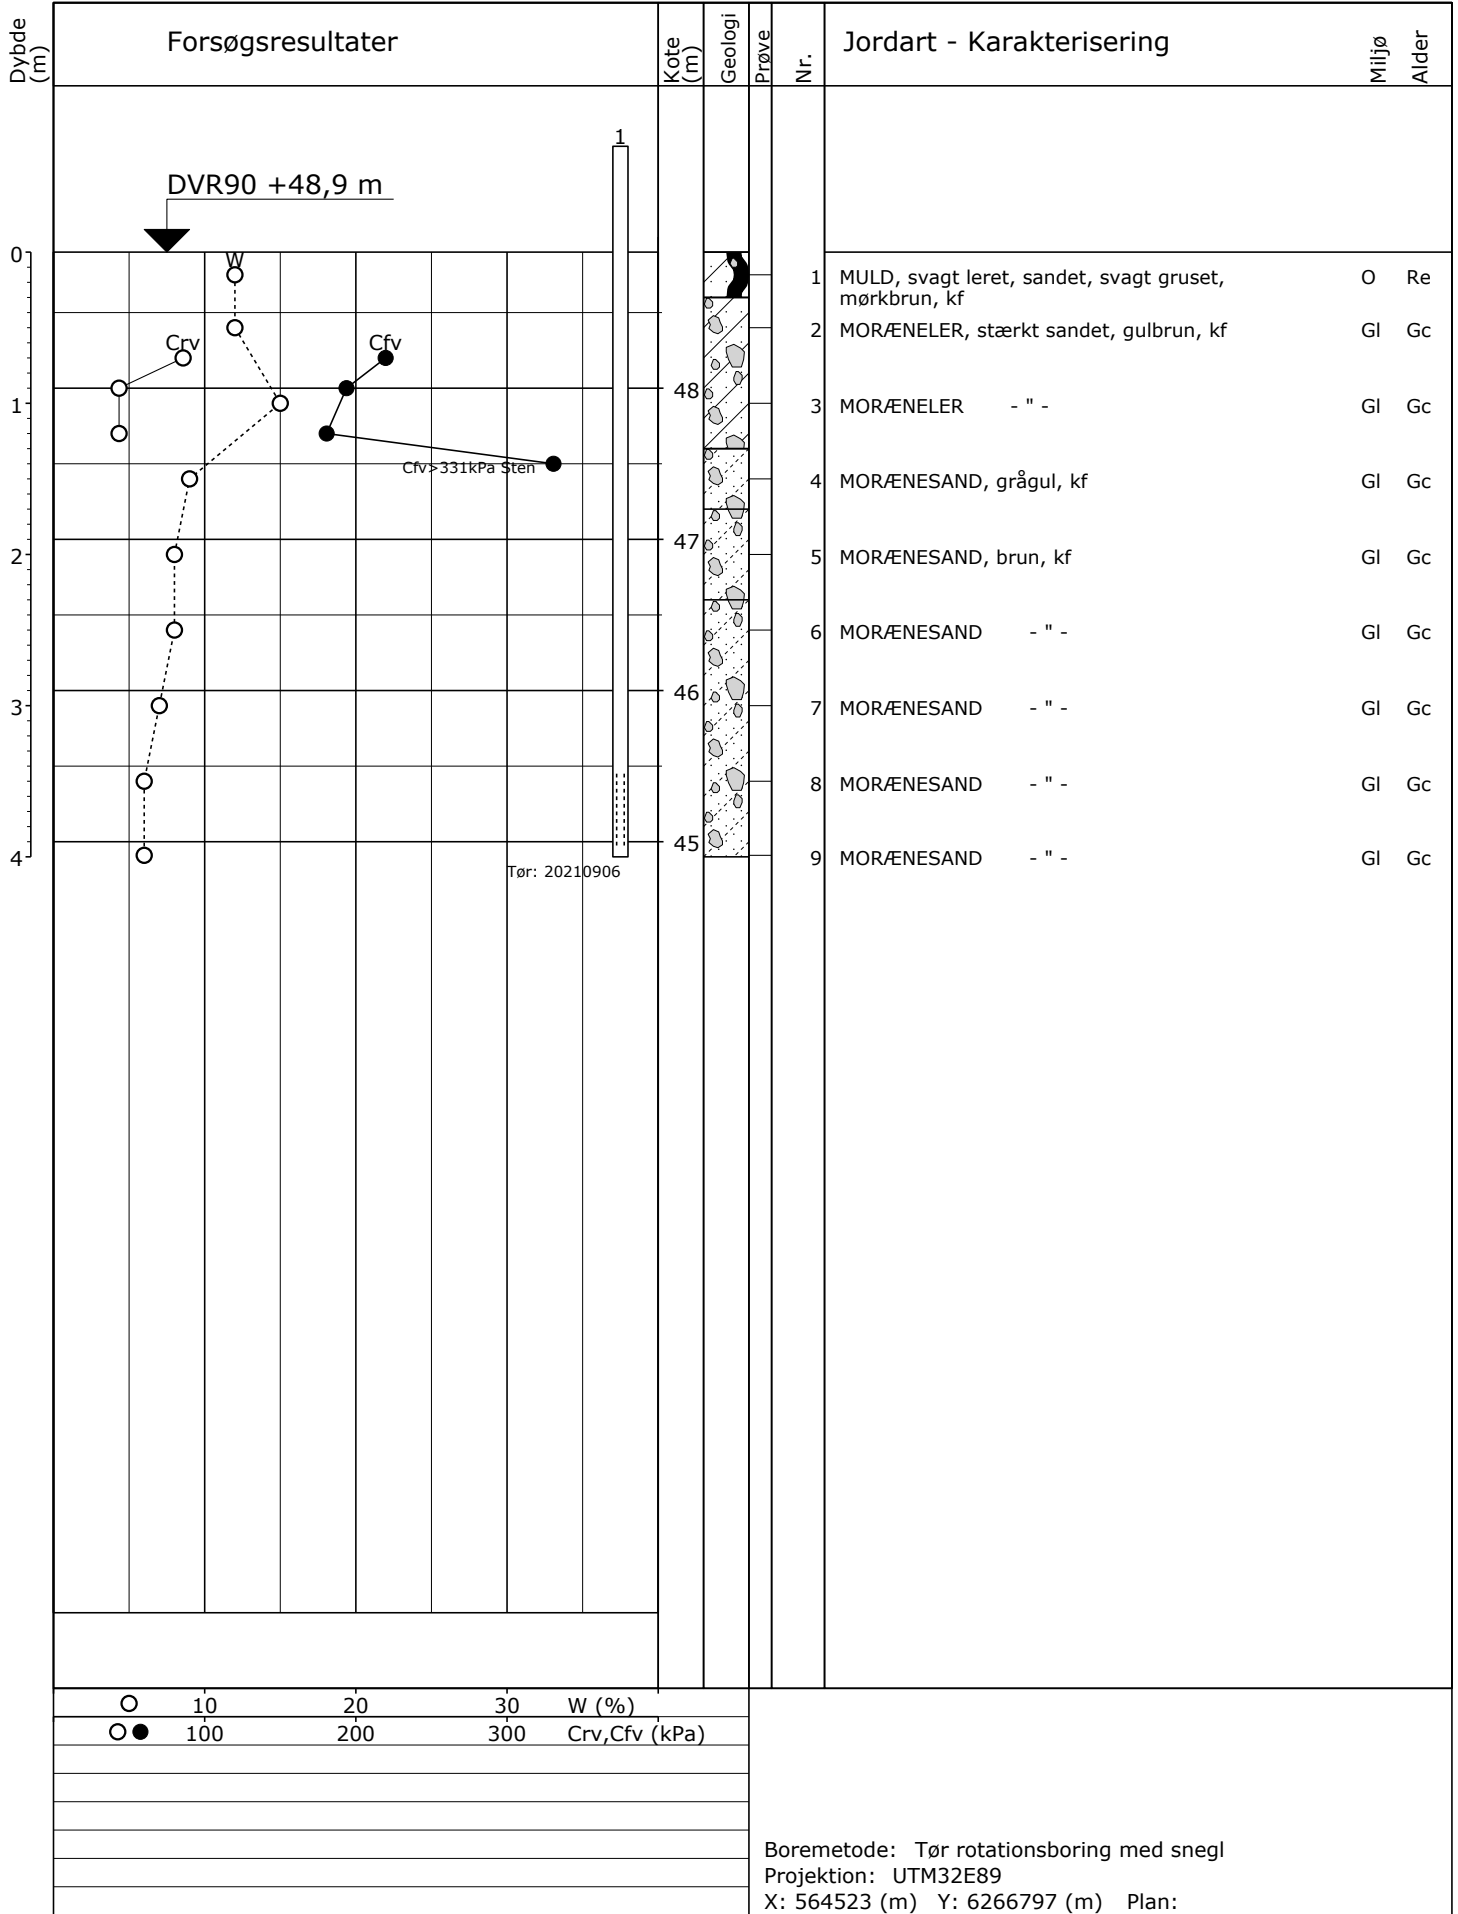 Dybde (m)
Forsøgsresultater
Kote (m)
Geologi
Prøve
Nr.
Jordart - Karakterisering
Miljø
Alder
1
DVR90 +48,9 m
0
W
1 MULD, svagt leret, sandet, svagt gruset, O Re
mørkbrun, kf
2 MORÆNELER, stærkt sandet, gulbrun, kf Gl Gc
Crv
Cfv
48
1
3 MORÆNELER - " - Gl Gc
Cfv>331kPa Sten
4 MORÆNESAND, grågul, kf Gl Gc
47
2
5 MORÆNESAND, brun, kf Gl Gc
6 MORÆNESAND - " - Gl Gc
46
3
7 MORÆNESAND - " - Gl Gc
8 MORÆNESAND - " - Gl Gc
45
4
9 MORÆNESAND - " - Gl Gc
Tør: 20210906
10 20 30 W (%)
100 200 300 Crv,Cfv (kPa)
Boremetode: Tør rotationsboring med snegl
Projektion: UTM32E89
X: 564523 (m) Y: 6266797 (m) Plan: